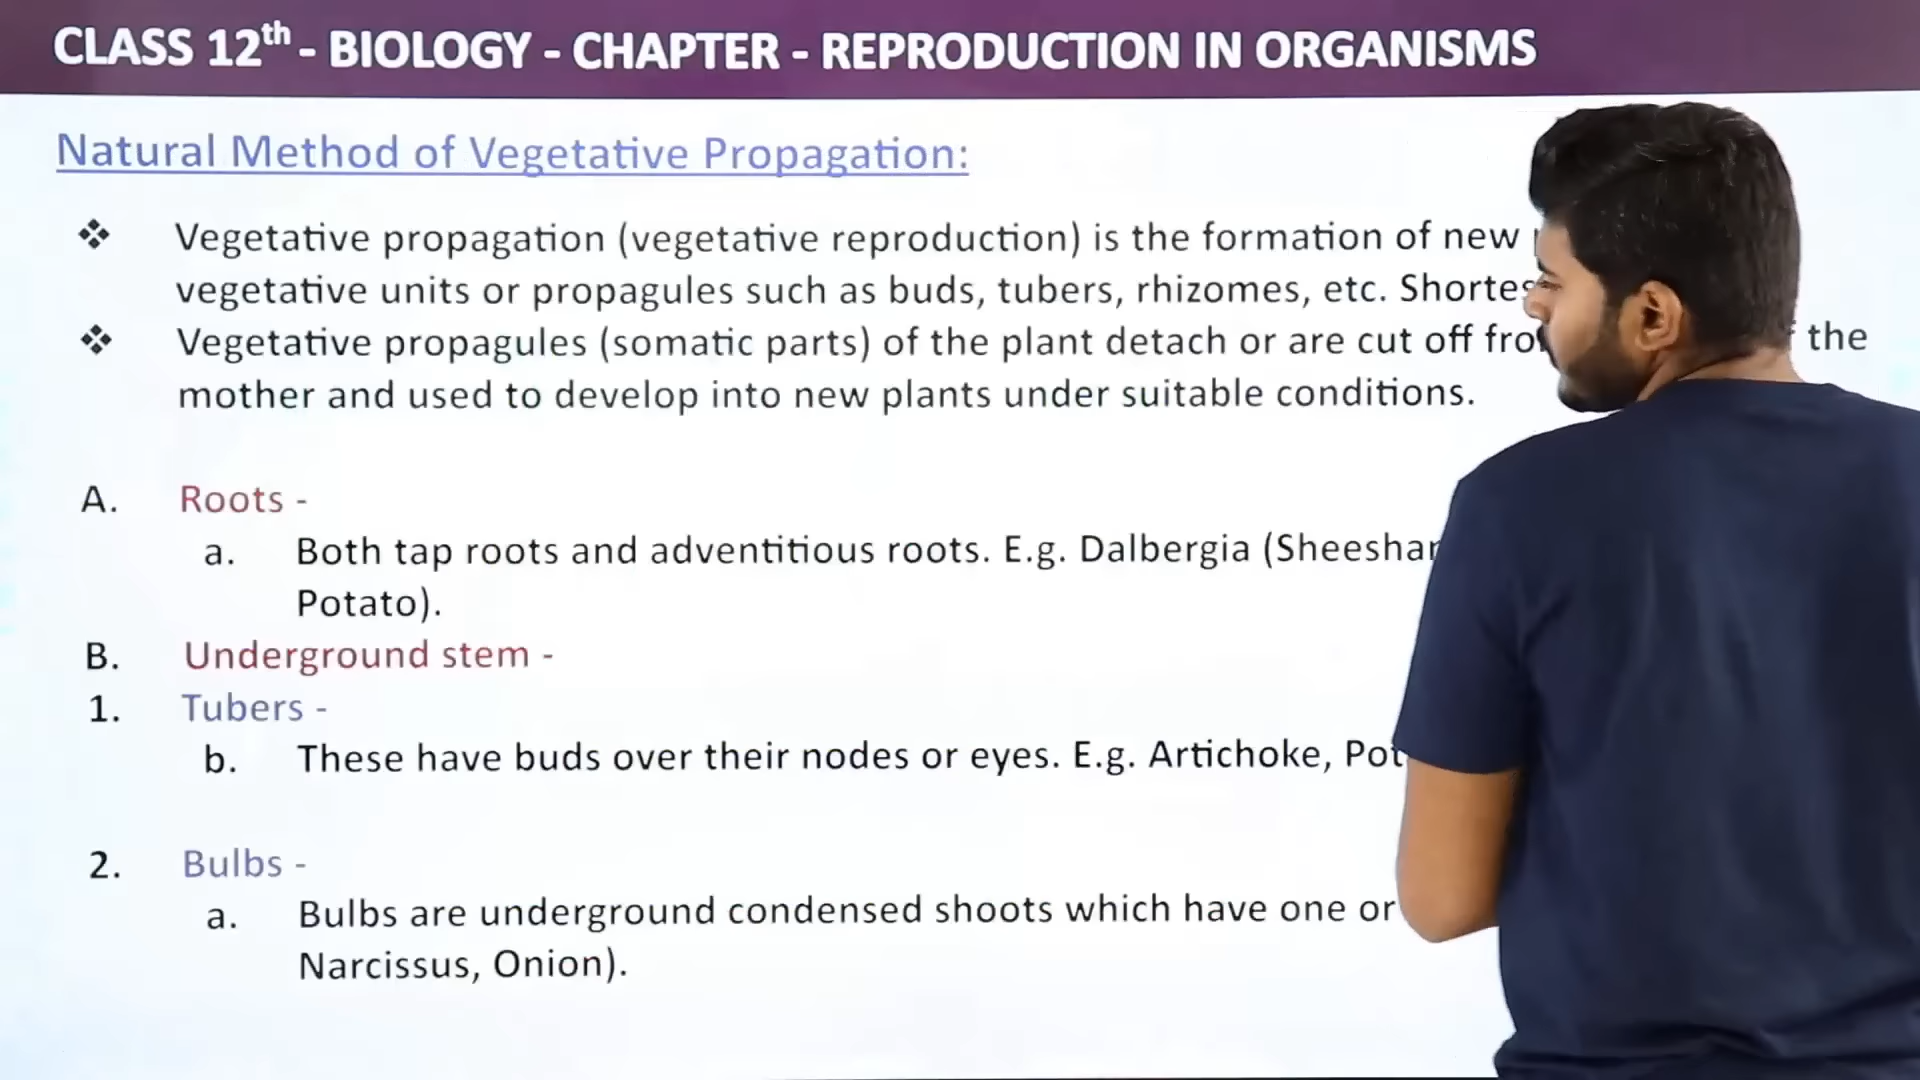 CLASS 12th - BIOLOGY - CHAPTER - REPRODUCTION IN ORGANISMS
Natural Method of Vegetative Propagation:
❖ Vegetative propagation (vegetative reproduction) is the formation of new
vegetative units or propagules such as buds, tubers, rhizomes, etc.
❖ Vegetative propagules (somatic parts) of the plant detach or are cut off the
mother and used to develop into new plants under suitable conditions.
A. Roots -
a. Both tap roots and adventitious roots. E.g. Dalbergia
Potato).
B. Underground stem -
1. Tubers -
b. These have buds over their nodes or eyes. E.g. Artichoke,
2. Bulbs -
a. Bulbs are underground condensed shoots which have one or
Narcissus, Onion).